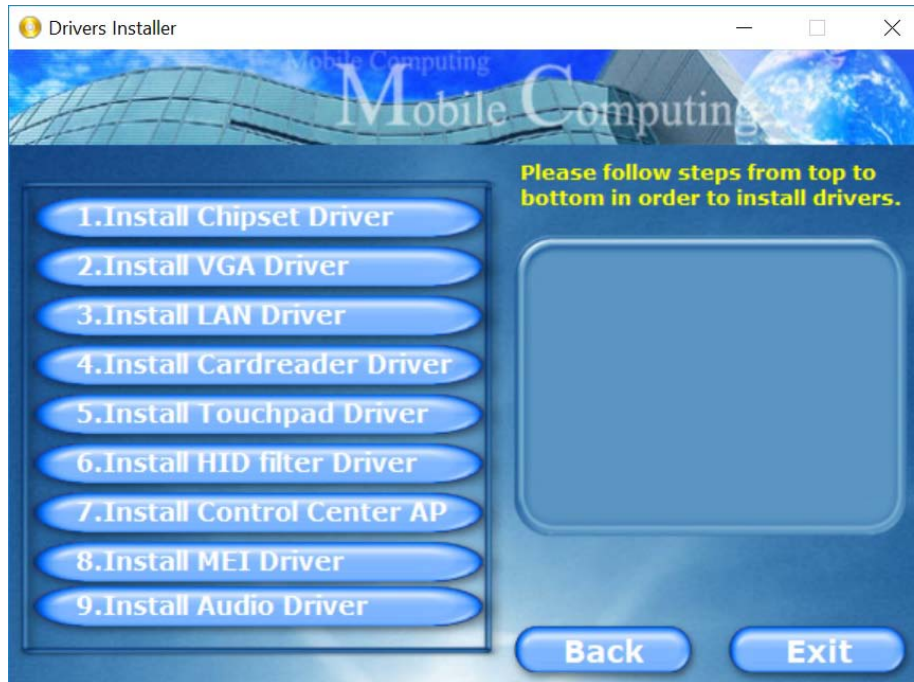 Drivers Installer
Mobile Computing
Mobile Computing
Please follow steps from top to
bottom in order to install drivers.
1.Install Chipset Driver
2.Install VGA Driver
3.Install LAN Driver
4.Install Cardreader Driver
5.Install Touchpad Driver
6.Install HID filter Driver
7.Install Control Center AP
8.Install MEI Driver
9.Install Audio Driver
Back
Exit